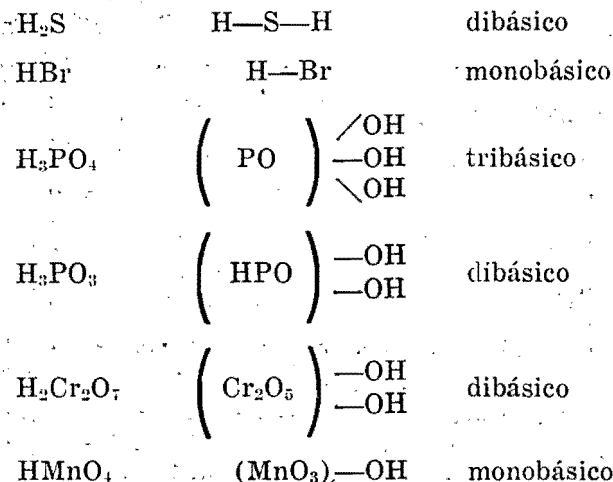 H₂S H—S—H dibásico
HBr H—Br monobásico
H₃PO₄ ( PO ) /OH —OH \OH tribásico
H₃PO₃ ( HPO ) —OH —OH dibásico
H₂Cr₂O₇ ( Cr₂O₅ ) —OH —OH dibásico
HMnO₄ (MnO₃)—OH monobásico